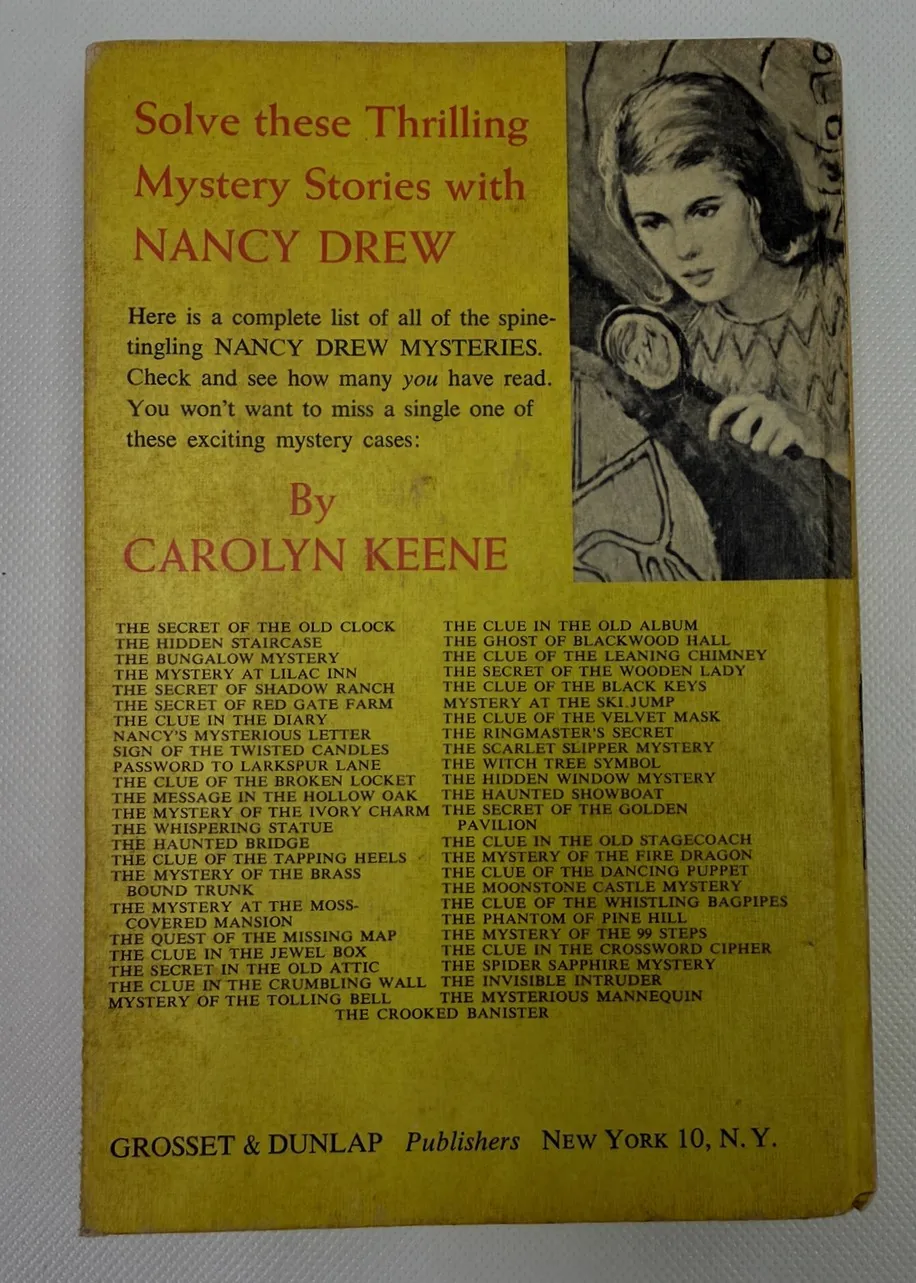 Solve these Thrilling
Mystery Stories with
NANCY DREW
Here is a complete list of all of the spine-
tingling NANCY DREW MYSTERIES.
Check and see how many you have read.
You won't want to miss a single one of
these exciting mystery cases:
By
CAROLYN KEENE
THE SECRET OF THE OLD CLOCK
THE HIDDEN STAIRCASE
THE BUNGALOW MYSTERY
THE MYSTERY AT LILAC INN
THE SECRET OF SHADOW RANCH
THE SECRET OF RED GATE FARM
THE CLUE IN THE DIARY
NANCY'S MYSTERIOUS LETTER
SIGN OF THE TWISTED CANDLES
PASSWORD TO LARKSPUR LANE
THE CLUE OF THE BROKEN LOCKET
THE MESSAGE IN THE HOLLOW OAK
THE MYSTERY OF THE IVORY CHARM
THE WHISPERING STATUE
THE HAUNTED BRIDGE
THE CLUE OF THE TAPPING HEELS
THE MYSTERY OF THE BRASS
BOUND TRUNK
THE MYSTERY AT THE MOSS-
COVERED MANSION
THE QUEST OF THE MISSING MAP
THE CLUE IN THE JEWEL BOX
THE SECRET IN THE OLD ATTIC
THE CLUE IN THE CRUMBLING WALL
MYSTERY OF THE TOLLING BELL
THE CLUE IN THE OLD ALBUM
THE GHOST OF BLACKWOOD HALL
THE CLUE OF THE LEANING CHIMNEY
THE SECRET OF THE WOODEN LADY
THE CLUE OF THE BLACK KEYS
MYSTERY AT THE SKI JUMP
THE CLUE OF THE VELVET MASK
THE RINGMASTER'S SECRET
THE SCARLET SLIPPER MYSTERY
THE WITCH TREE SYMBOL
THE HIDDEN WINDOW MYSTERY
THE HAUNTED SHOWBOAT
THE SECRET OF THE GOLDEN
PAVILION
THE CLUE IN THE OLD STAGECOACH
THE MYSTERY OF THE FIRE DRAGON
THE CLUE OF THE DANCING PUPPET
THE MOONSTONE CASTLE MYSTERY
THE CLUE OF THE WHISTLING BAGPIPES
THE PHANTOM OF PINE HILL
THE MYSTERY OF THE 99 STEPS
THE CLUE IN THE CROSSWORD CIPHER
THE SPIDER SAPPHIRE MYSTERY
THE INVISIBLE INTRUDER
THE MYSTERIOUS MANNEQUIN
THE CROOKED BANISTER
GROSSET & DUNLAP Publishers NEW YORK 10, N. Y.